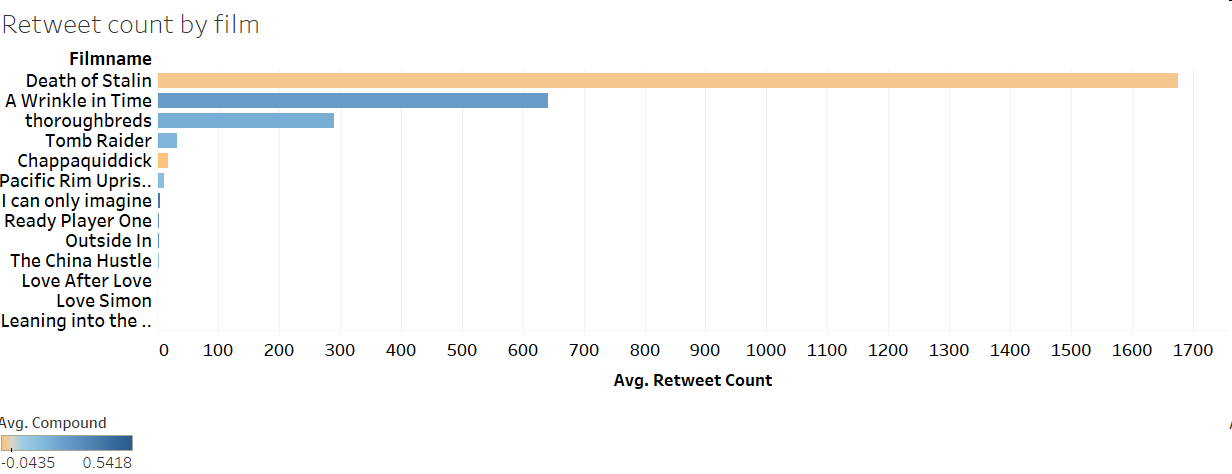 Retweet count by film
Filmname
Death of Stalin
A Wrinkle in Time
thoroughbreds
Tomb Raider
Chappaquiddick
Pacific Rim Upris..
I can only imagine
Ready Player One
Outside In
The China Hustle
Love After Love
Love Simon
Leaning into the ..
0 100 200 300 400 500 600 700 800 900 1000 1100 1200 1300 1400 1500 1600 1700
Avg. Retweet Count
Avg. Compound
-0.0435 0.5418